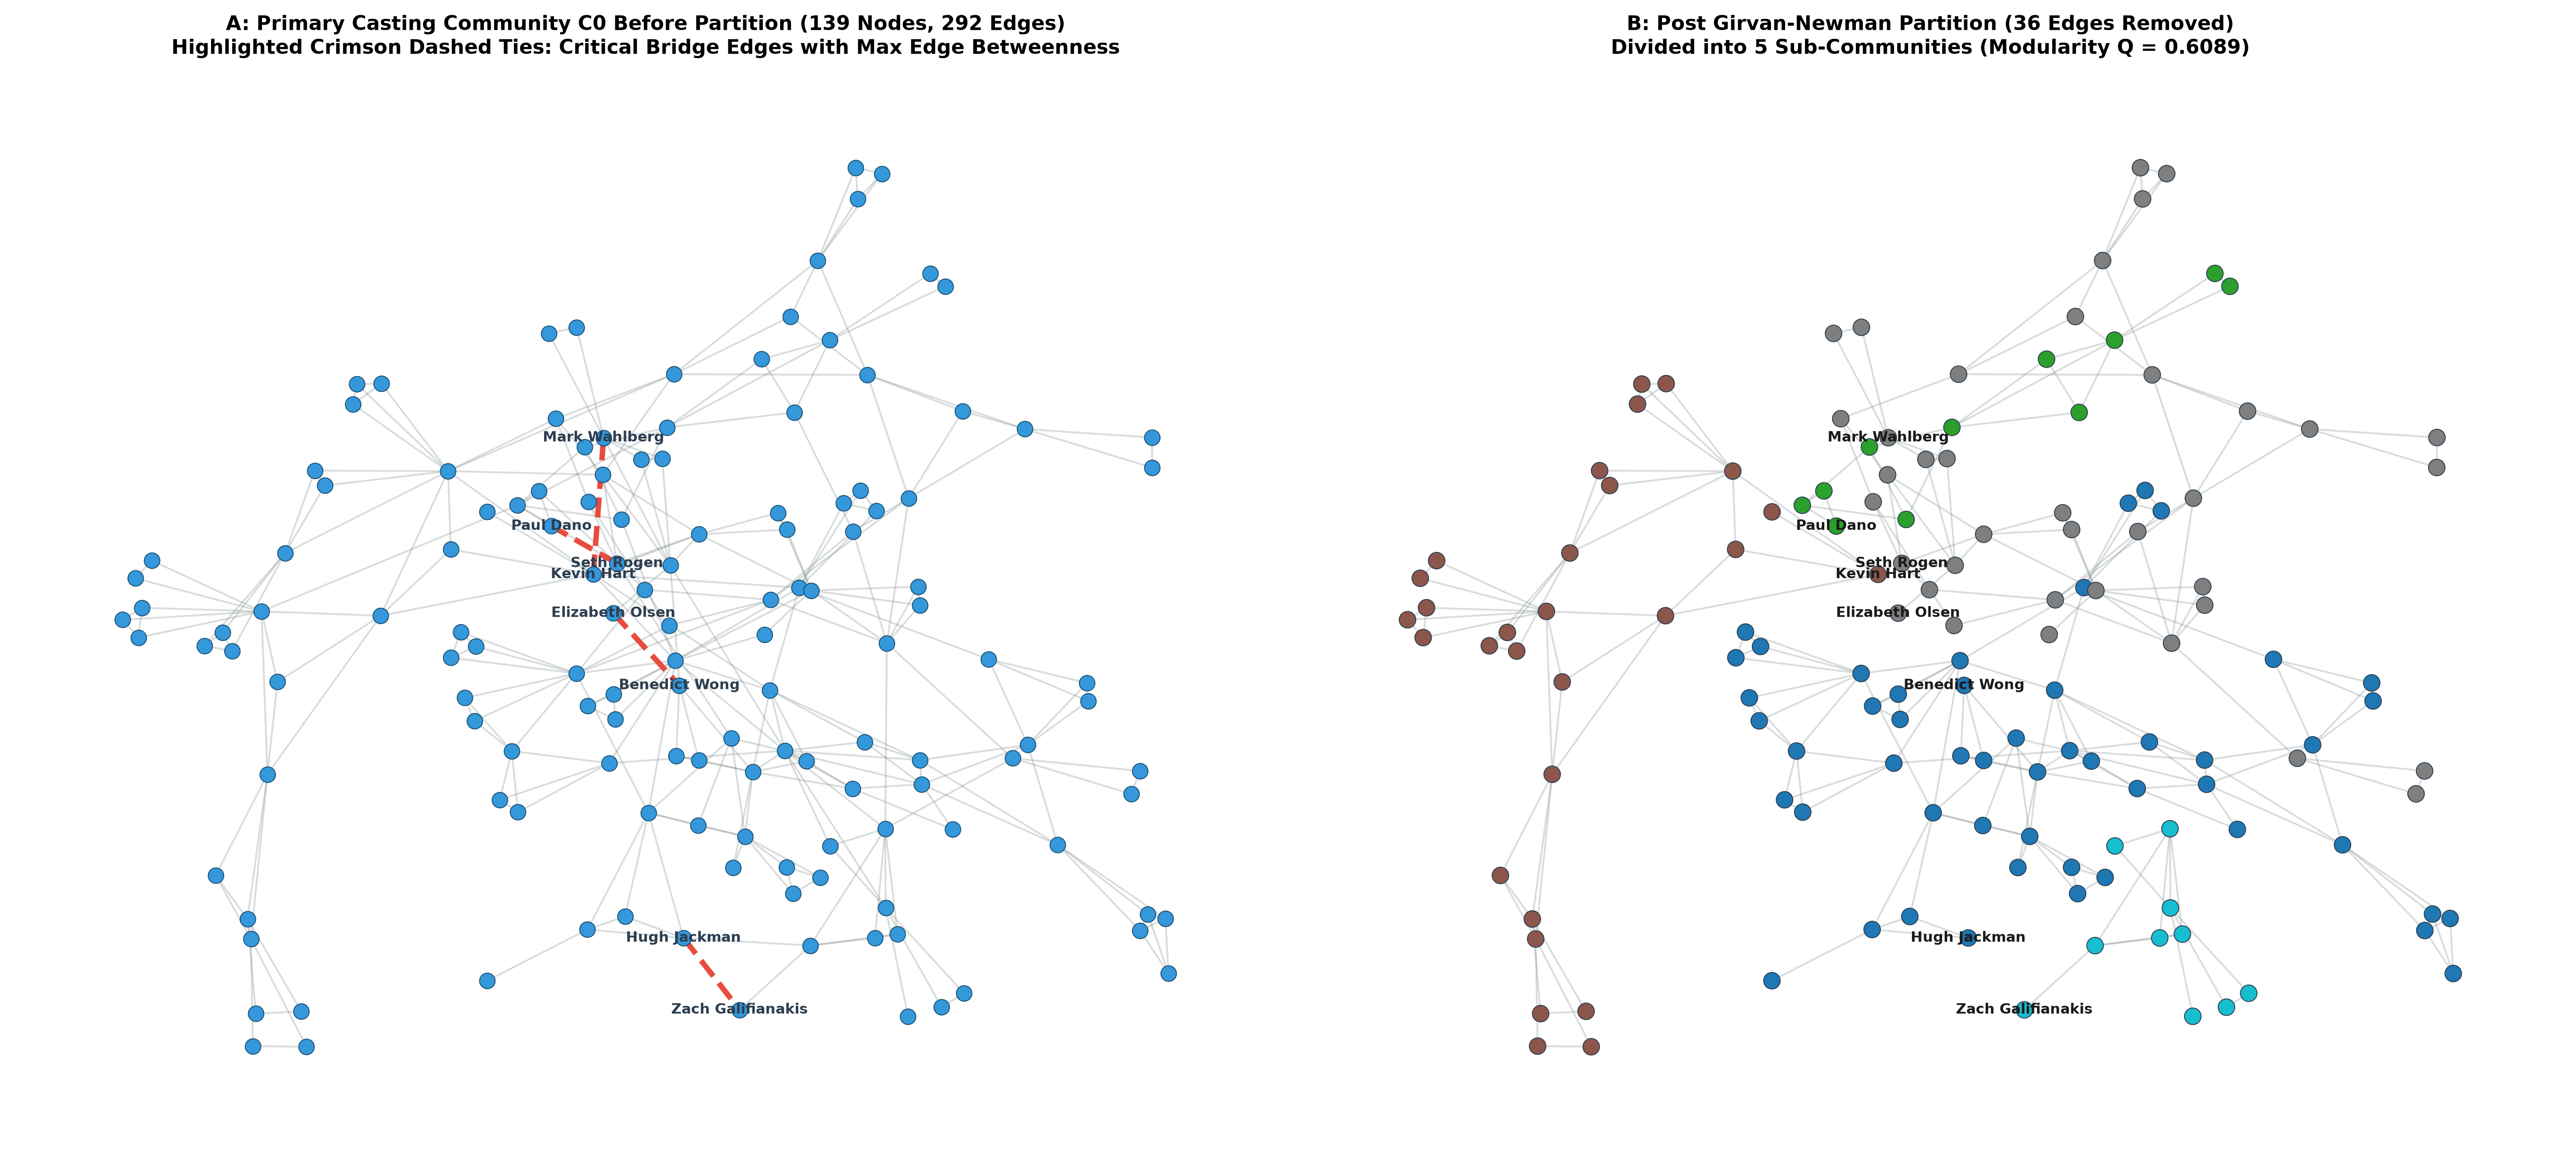 A: Primary Casting Community C0 Before Partition (139 Nodes, 292 Edges)
Highlighted Crimson Dashed Ties: Critical Bridge Edges with Max Edge Betweenness
Mark Wahlberg
Paul Dano
Seth Rogen
Kevin Hart
Elizabeth Olsen
Benedict Wong
Hugh Jackman
Zach Galifianakis
B: Post Girvan-Newman Partition (36 Edges Removed)
Divided into 5 Sub-Communities (Modularity Q = 0.6089)
Mark Wahlberg
Paul Dano
Seth Rogen
Kevin Hart
Elizabeth Olsen
Benedict Wong
Hugh Jackman
Zach Galifianakis